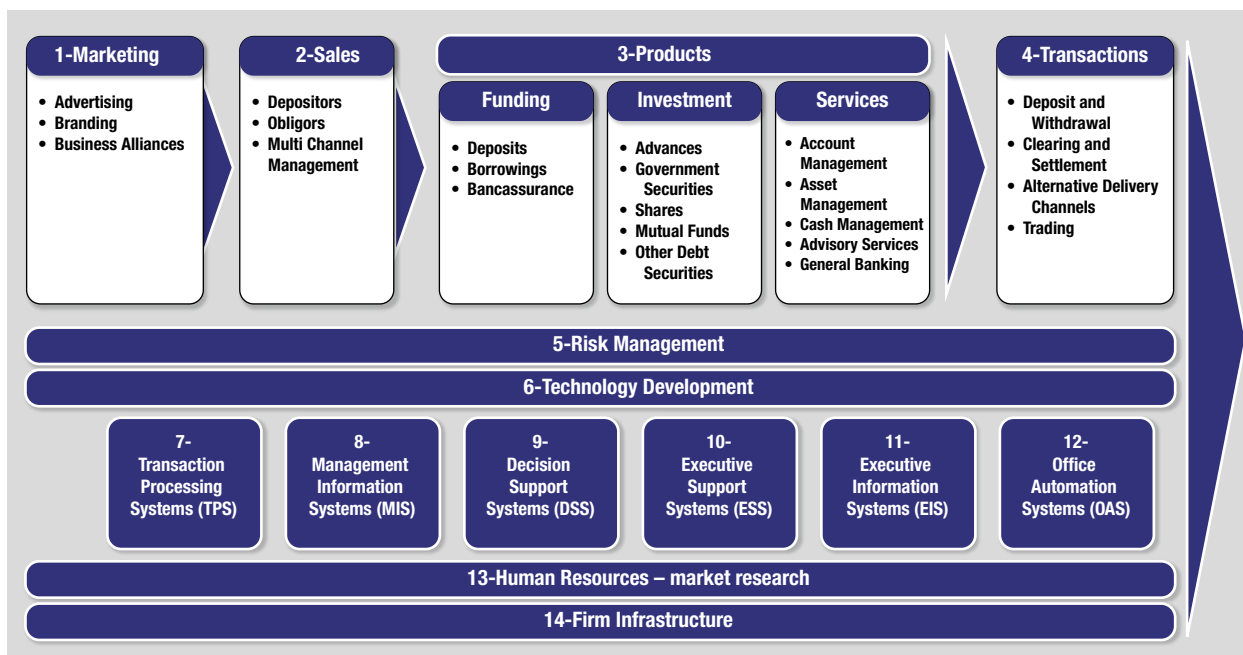 1-Marketing
• Advertising
• Branding
• Business Alliances
2-Sales
• Depositors
• Obligors
• Multi Channel
Management
3-Products
Funding
• Deposits
• Borrowings
• Bancassurance
Investment
• Advances
• Government
Securities
• Shares
• Mutual Funds
• Other Debt
Securities
Services
• Account
Management
• Asset
Management
• Cash Management
• Advisory Services
• General Banking
4-Transactions
• Deposit and
Withdrawal
• Clearing and
Settlement
• Alternative Delivery
Channels
• Trading
5-Risk Management
6-Technology Development
7-
Transaction
Processing
Systems (TPS)
8-
Management
Information
Systems (MIS)
9-
Decision
Support
Systems (DSS)
10-
Executive
Support
Systems (ESS)
11-
Executive
Information
Systems (EIS)
12-
Office
Automation
Systems (OAS)
13-Human Resources – market research
14-Firm Infrastructure